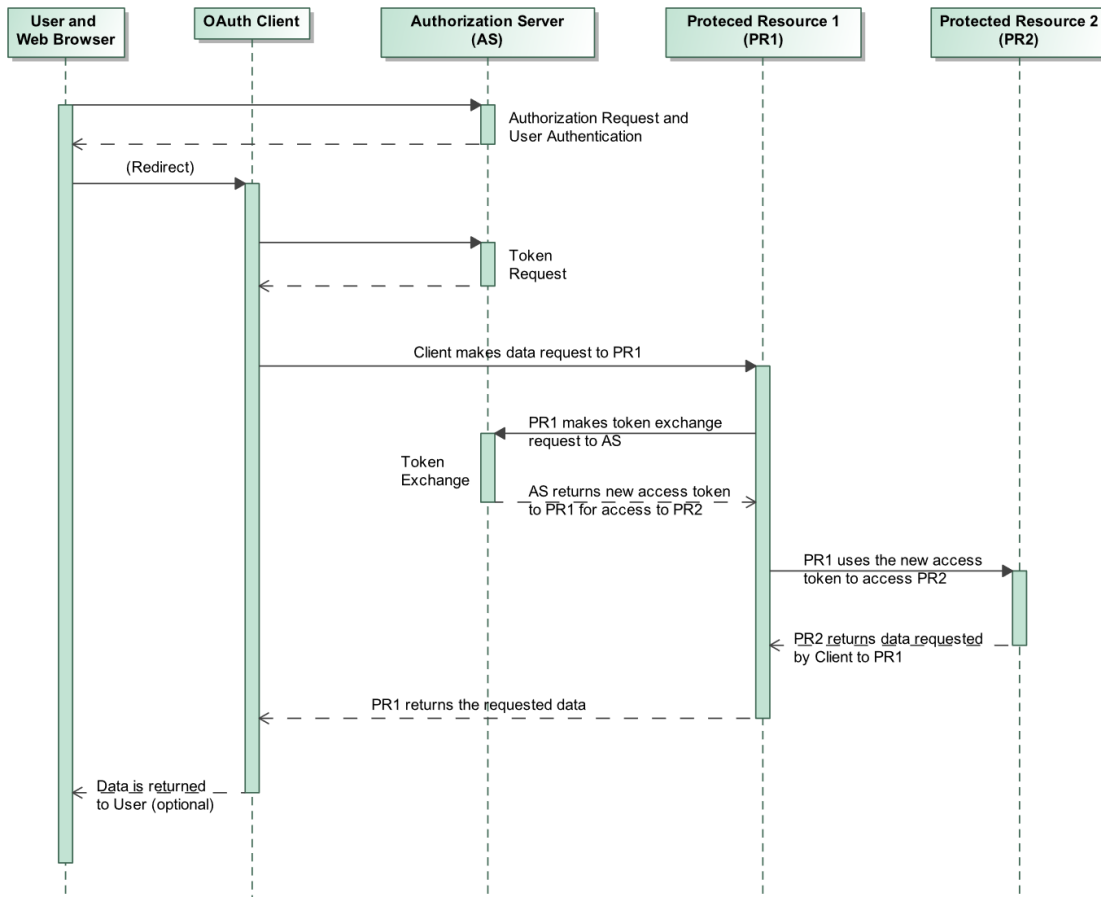 User and
Web Browser
OAuth Client
Authorization Server
(AS)
Proteced Resource 1
(PR1)
Protected Resource 2
(PR2)
Authorization Request and
User Authentication
(Redirect)
Token
Request
Client makes data request to PR1
PR1 makes token exchange
request to AS
Token
Exchange
AS returns new access token
to PR1 for access to PR2
PR1 uses the new access
token to access PR2
PR2 returns data requested
by Client to PR1
PR1 returns the requested data
Data is returned
to User (optional)